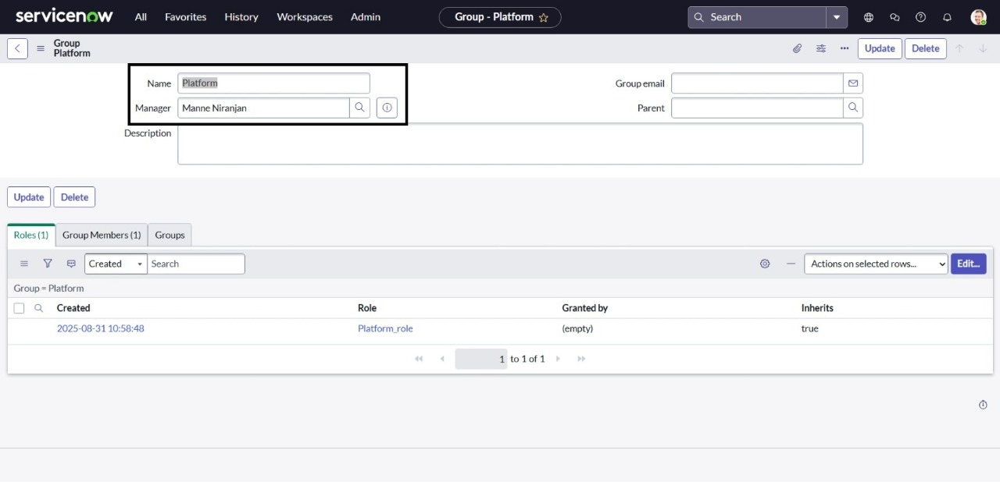 servicenow All Favorites History Workspaces Admin Group - Platform Search
Group
Platform
Update Delete
Name Platform Group email
Manager Manne Niranjan Parent
Description
Update Delete
Roles (1) Group Members (1) Groups
Created Search Actions on selected rows... Edit...
Group = Platform
Created Role Granted by Inherits
2025-08-31 10:58:48 Platform_role (empty) true
1 to 1 of 1